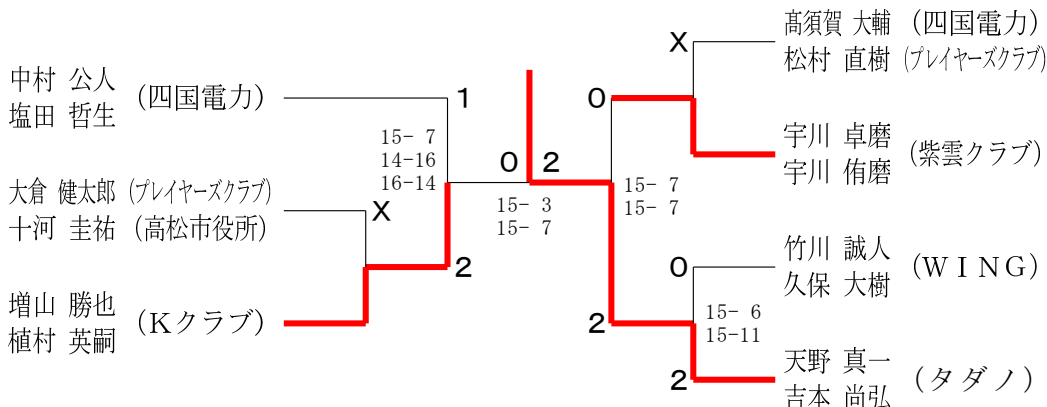 中村 公人
塩田 哲生
(四国電力)
1
15- 7
14-16
16-14
大倉 健太郎 (プレイヤーズクラブ)
十河 圭祐 (高松市役所)
X
2
増山 勝也
植村 英嗣
(Kクラブ)
0 2
15- 3
15- 7
髙須賀 大輔 (四国電力)
松村 直樹 (プレイヤーズクラブ)
X
0
宇川 卓磨
宇川 侑磨
(紫雲クラブ)
15- 7
15- 7
竹川 誠人
久保 大樹
(WING)
0
15- 6
15-11
2
2
天野 真一
吉本 尚弘
(タダノ)